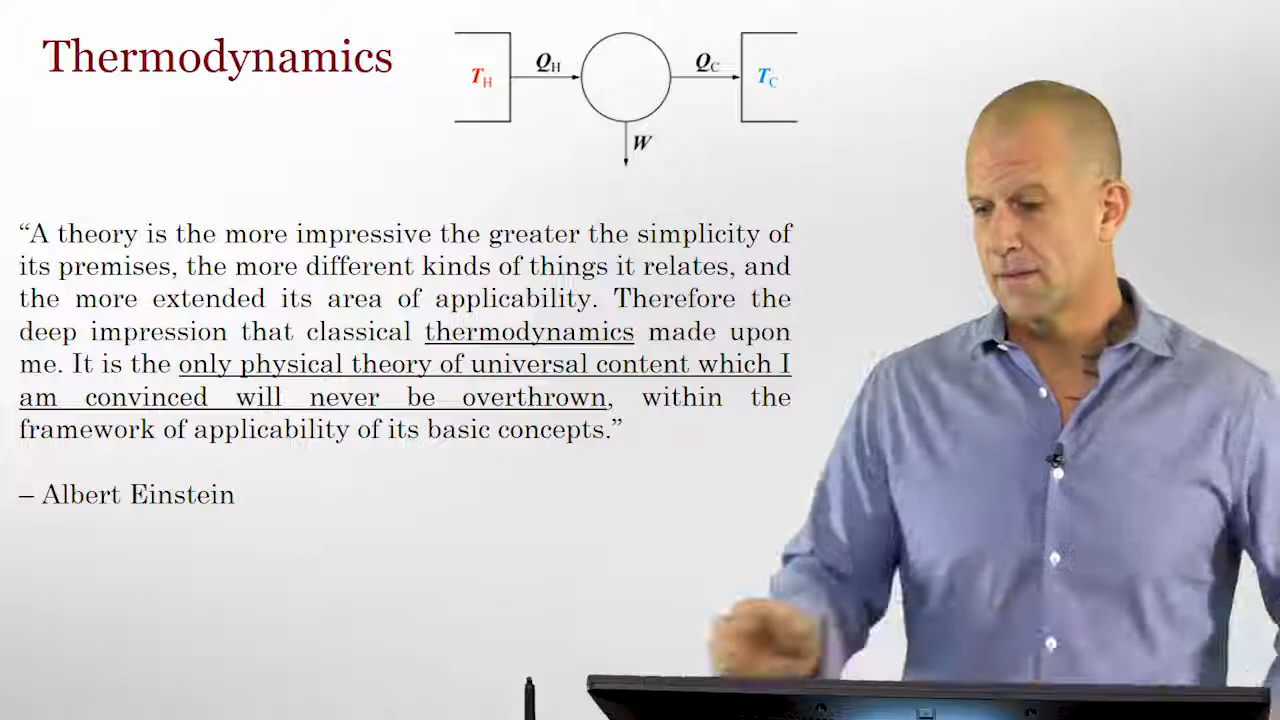 Thermodynamics
T_H Q_H Q_C T_C
W
“A theory is the more impressive the greater the simplicity of
its premises, the more different kinds of things it relates, and
the more extended its area of applicability. Therefore the
deep impression that classical thermodynamics made upon
me. It is the only physical theory of universal content which I
am convinced will never be overthrown, within the
framework of applicability of its basic concepts.”
– Albert Einstein